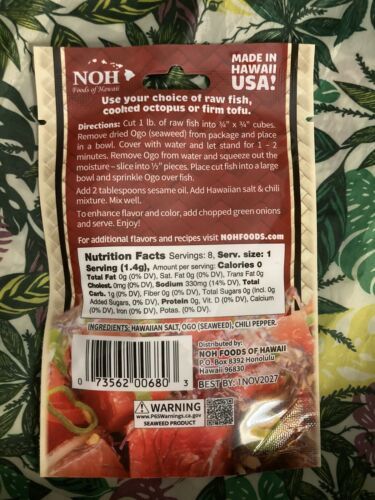 NOH
Foods of Hawaii
MADE IN
HAWAII
USA!
Use your choice of raw fish,
cooked octopus or firm tofu.
Directions: Cut 1 lb. of raw fish into ¾" x ¾" cubes.
Remove dried Ogo (seaweed) from package and place
in a bowl. Cover with water and let stand for 1 – 2
minutes. Remove Ogo from water and squeeze out the
moisture – slice into ½" pieces. Place cut fish into a large
bowl and sprinkle Ogo over fish.
Add 2 tablespoons sesame oil. Add Hawaiian salt & chili
mixture. Mix well.
To enhance flavor and color, add chopped green onions
and serve. Enjoy!
For additional flavors and recipes visit NOHFOODS.COM
Nutrition Facts Servings: 8, Serv. size: 1
Serving (1.4g), Amount per serving: Calories 0
Total Fat 0g (0% DV), Sat. Fat 0g (0% DV), Trans Fat 0g
Cholest. 0mg (0% DV), Sodium 330mg (14% DV), Total
Carb. 1g (0% DV), Fiber 0g (0% DV), Total Sugars 0g (Incl. 0g
Added Sugars, 0% DV), Protein 0g, Vit. D (0% DV), Calcium
(0% DV), Iron (0% DV), Potas. (0% DV).
INGREDIENTS: HAWAIIAN SALT, OGO (SEAWEED), CHILI PEPPER.
Distributed by:
NOH FOODS OF HAWAII
P.O. Box 8392 Honolulu
Hawaii 96830
BEST BY: 1NOV2027
0 73562 00680 3
WARNING
www.P65Warnings.ca.gov
SEAWEED PRODUCT